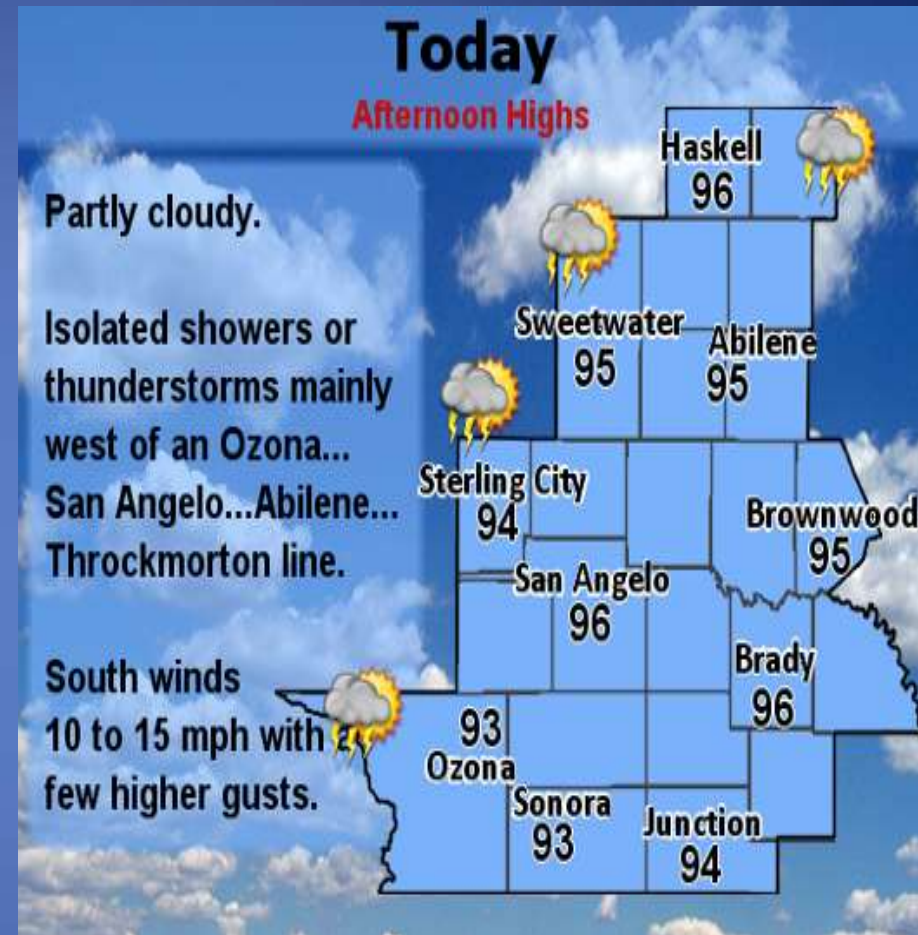 Today
Afternoon Highs
Haskell
96
Partly cloudy.
Isolated showers or
thunderstorms mainly
west of an Ozona...
San Angelo...Abilene...
Throckmorton line.
South winds
10 to 15 mph with a
few higher gusts.
Sweetwater
95
Abilene
95
Sterling City
94
Brownwood
95
San Angelo
96
Brady
96
93
Ozona
Sonora
93
Junction
94